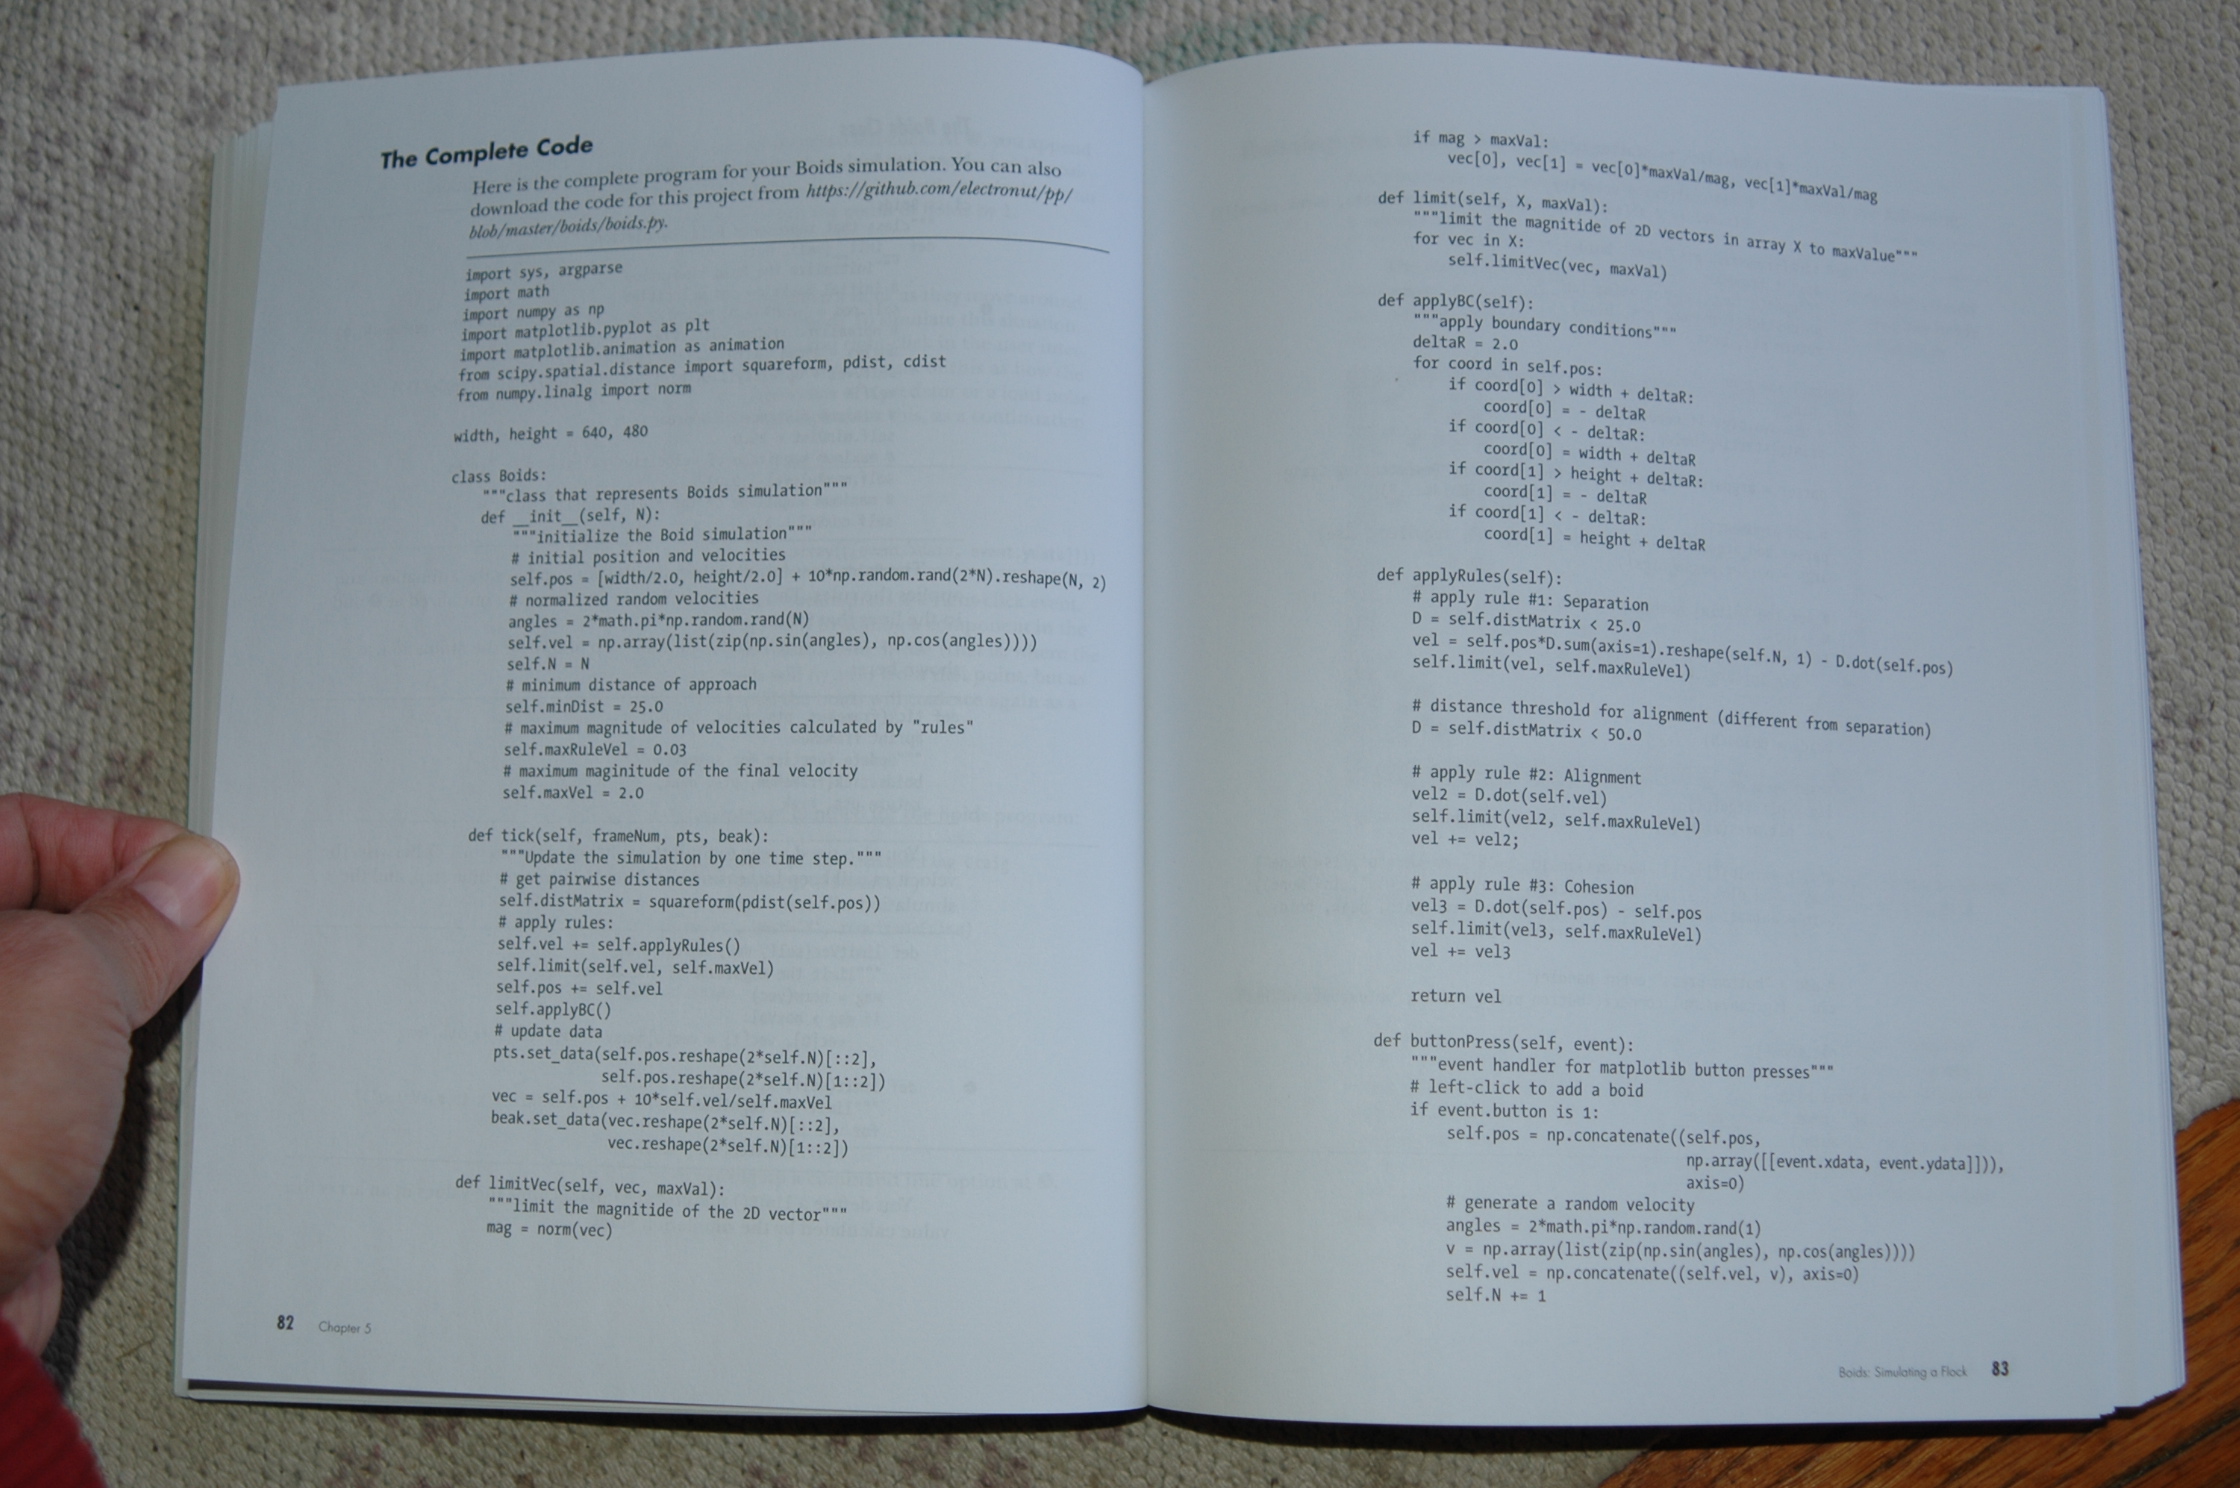 The Complete Code
Here is the complete program for your Boids simulation. You can also
download the code for this project from https://github.com/electronut/pp/
blob/master/boids/boids.py.
import sys, argparse
import math
import numpy as np
import matplotlib.pyplot as plt
import matplotlib.animation as animation
from scipy.spatial.distance import squareform, pdist, cdist
from numpy.linalg import norm
width, height = 640, 480
class Boids:
    """class that represents Boids simulation"""
    def __init__(self, N):
        """initialize the Boid simulation"""
        # initial position and velocities
        self.pos = [width/2.0, height/2.0] + 10*np.random.rand(2*N).reshape(N, 2)
        # normalized random velocities
        angles = 2*math.pi*np.random.rand(N)
        self.vel = np.array(list(zip(np.sin(angles), np.cos(angles))))
        self.N = N
        # minimum distance of approach
        self.minDist = 25.0
        # maximum magnitude of velocities calculated by "rules"
        self.maxRuleVel = 0.03
        # maximum maginitude of the final velocity
        self.maxVel = 2.0
    def tick(self, frameNum, pts, beak):
        """Update the simulation by one time step."""
        # get pairwise distances
        self.distMatrix = squareform(pdist(self.pos))
        # apply rules:
        self.vel += self.applyRules()
        self.limit(self.vel, self.maxVel)
        self.pos += self.vel
        self.applyBC()
        # update data
        pts.set_data(self.pos.reshape(2*self.N)[::2],
                     self.pos.reshape(2*self.N)[1::2])
        vec = self.pos + 10*self.vel/self.maxVel
        beak.set_data(vec.reshape(2*self.N)[::2],
                      vec.reshape(2*self.N)[1::2])
    def limitVec(self, vec, maxVal):
        """limit the magnitide of the 2D vector"""
        mag = norm(vec)
82 Chapter 5
        if mag > maxVal:
            vec[0], vec[1] = vec[0]*maxVal/mag, vec[1]*maxVal/mag
    def limit(self, X, maxVal):
        """limit the magnitide of 2D vectors in array X to maxValue"""
        for vec in X:
            self.limitVec(vec, maxVal)
    def applyBC(self):
        """apply boundary conditions"""
        deltaR = 2.0
        for coord in self.pos:
            if coord[0] > width + deltaR:
                coord[0] = - deltaR
            if coord[0] < - deltaR:
                coord[0] = width + deltaR
            if coord[1] > height + deltaR:
                coord[1] = - deltaR
            if coord[1] < - deltaR:
                coord[1] = height + deltaR
    def applyRules(self):
        # apply rule #1: Separation
        D = self.distMatrix < 25.0
        vel = self.pos*D.sum(axis=1).reshape(self.N, 1) - D.dot(self.pos)
        self.limit(vel, self.maxRuleVel)
        # distance threshold for alignment (different from separation)
        D = self.distMatrix < 50.0
        # apply rule #2: Alignment
        vel2 = D.dot(self.vel)
        self.limit(vel2, self.maxRuleVel)
        vel += vel2;
        # apply rule #3: Cohesion
        vel3 = D.dot(self.pos) - self.pos
        self.limit(vel3, self.maxRuleVel)
        vel += vel3
        return vel
    def buttonPress(self, event):
        """event handler for matplotlib button presses"""
        # left-click to add a boid
        if event.button is 1:
            self.pos = np.concatenate((self.pos,
                                       np.array([[event.xdata, event.ydata]])),
                                       axis=0)
            # generate a random velocity
            angles = 2*math.pi*np.random.rand(1)
            v = np.array(list(zip(np.sin(angles), np.cos(angles))))
            self.vel = np.concatenate((self.vel, v), axis=0)
            self.N += 1
Boids: Simulating a Flock 83